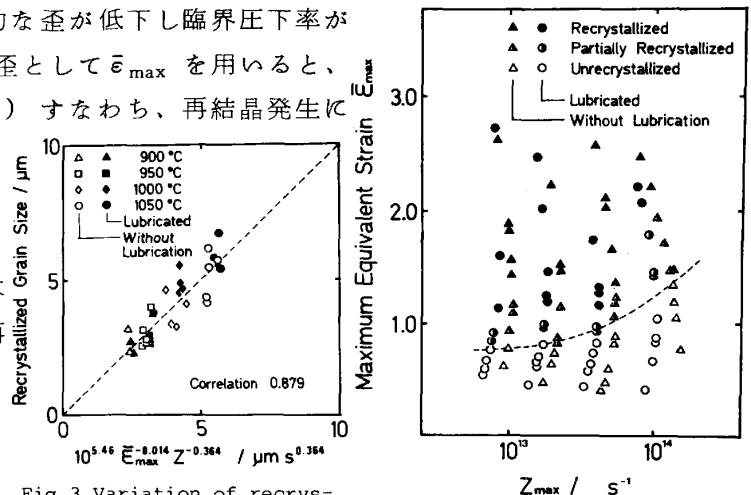 的な歪が低下し臨界圧下率が
歪としてε̄max を用いると、
) すなわち、再結晶発生に
10
5
0
0
5
10
Recrystallized Grain Size / μm
900 °C
950 °C
1000 °C
1050 °C
Lubricated
Without
Lubrication
Correlation 0.879
10^5.46 ε̄max^-0.014 Z^-0.364 / μm s^0.364
Fig.3 Variation of recrys-
Maximum Equivalent Strain ε̄max
3.0
2.0
1.0
Recrystallized
Partially Recrystallized
Unrecrystallized
Lubricated
Without Lubrication
10^13
10^14
Zmax / s^-1